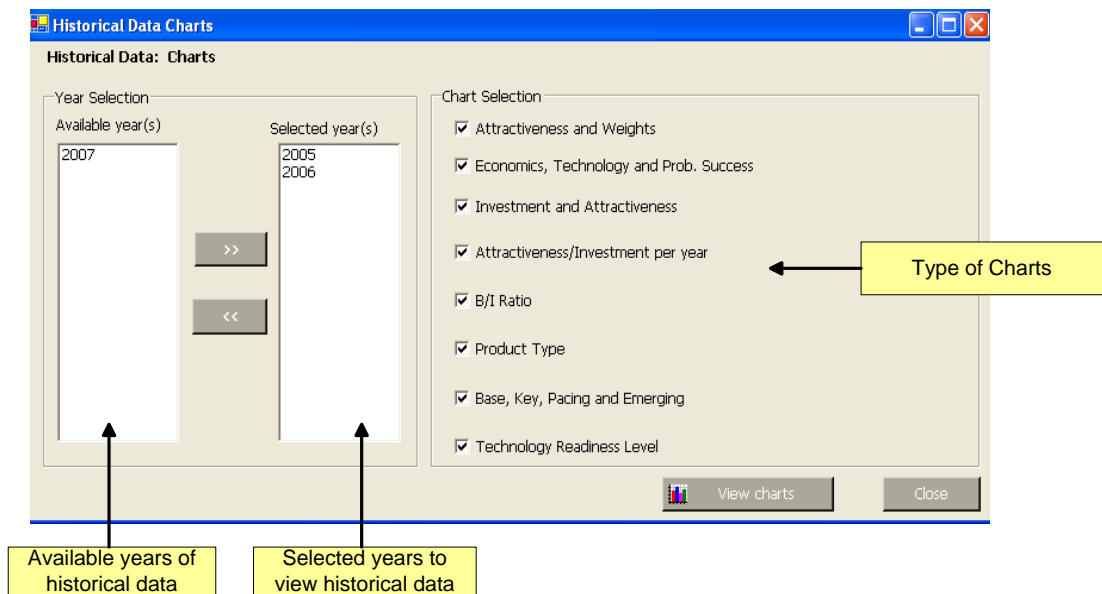 Historical Data Charts
Historical Data: Charts
Year Selection
Available year(s)
Selected year(s)
2007
2005
2006
>>
<<
Chart Selection
Attractiveness and Weights
Economics, Technology and Prob. Success
Investment and Attractiveness
Attractiveness/Investment per year
B/I Ratio
Product Type
Base, Key, Pacing and Emerging
Technology Readiness Level
Type of Charts
View charts
Close
Available years of
historical data
Selected years to
view historical data